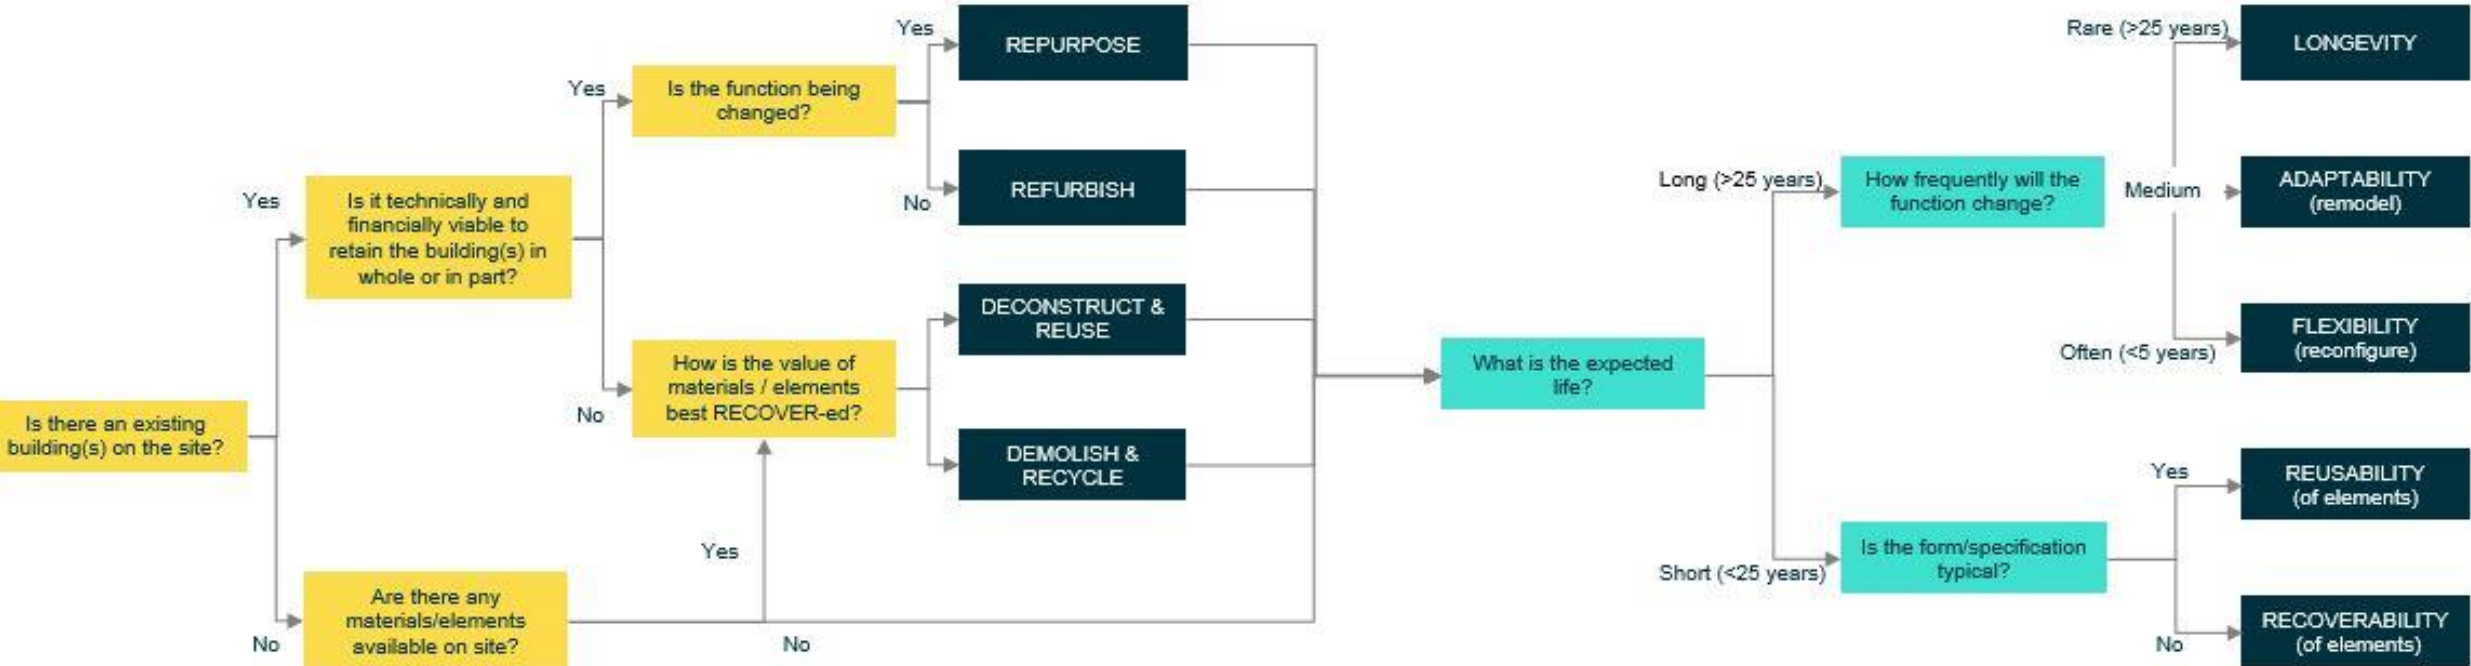 Is there an existing
building(s) on the site?
Yes
No
Is it technically and
financially viable to
retain the building(s) in
whole or in part?
Are there any
materials/elements
available on site?
Yes
No
Yes
No
Is the function being
changed?
How is the value of
materials / elements
best RECOVER-ed?
Yes
No
REPURPOSE
REFURBISH
DECONSTRUCT &
REUSE
DEMOLISH &
RECYCLE
What is the expected
life?
Long (>25 years)
Short (<25 years)
How frequently will the
function change?
Is the form/specification
typical?
Rare (>25 years)
Medium
Often (<5 years)
Yes
No
LONGEVITY
ADAPTABILITY
(remodel)
FLEXIBILITY
(reconfigure)
REUSABILITY
(of elements)
RECOVERABILITY
(of elements)